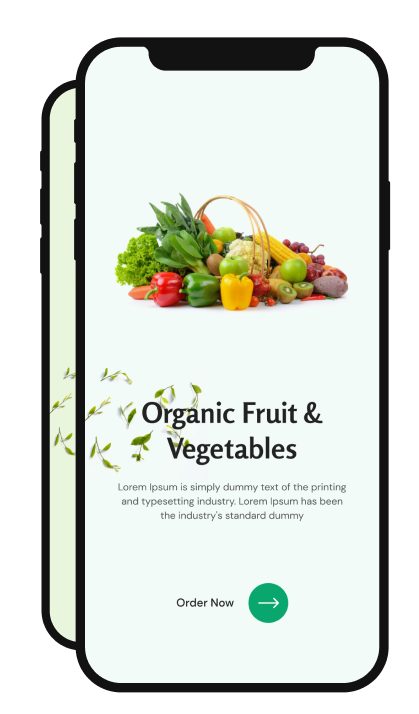 Organic Fruit &
Vegetables
Lorem Ipsum is simply dummy text of the printing
and typesetting industry. Lorem Ipsum has been
the industry's standard dummy
Order Now